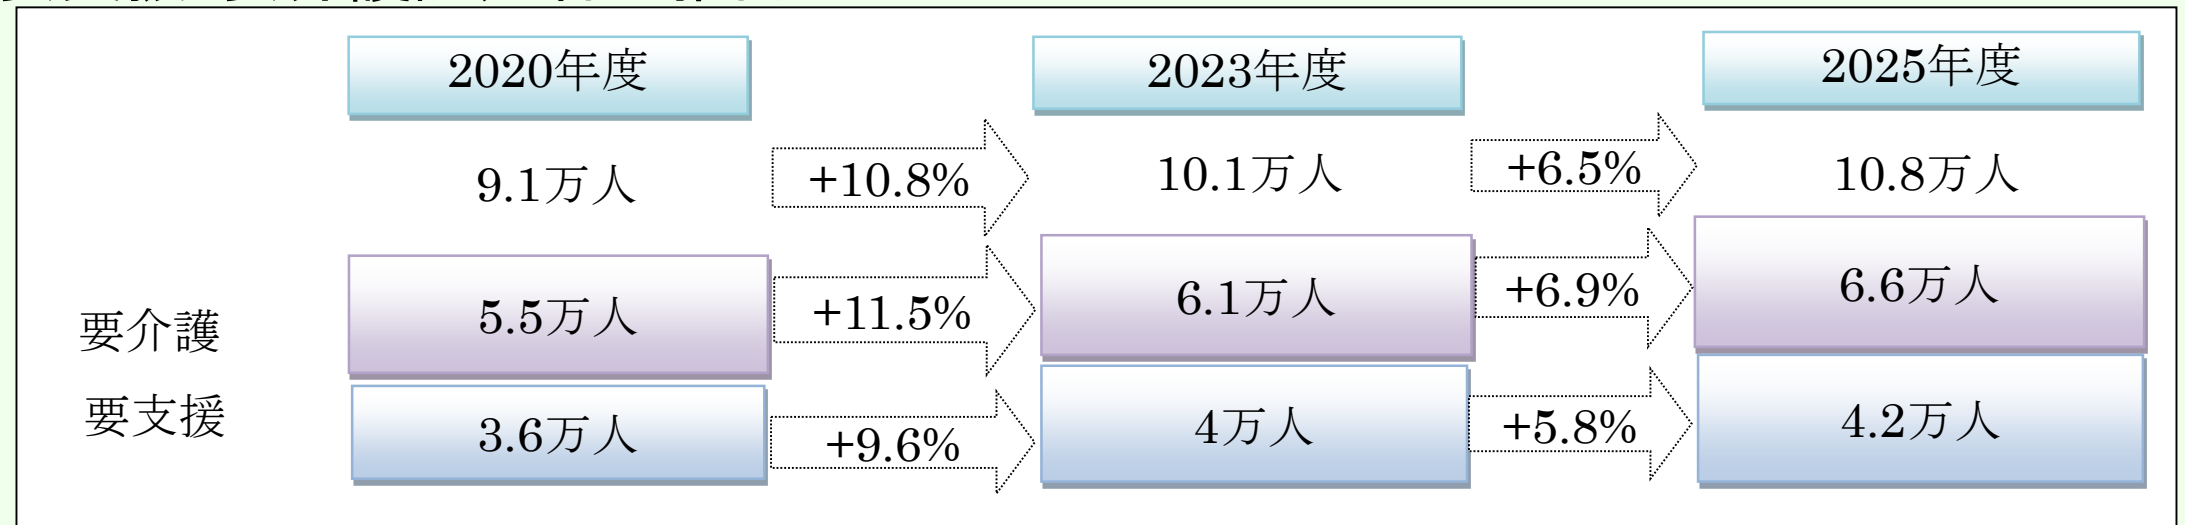 2020年度 2023年度 2025年度
9.1万人 +10.8% 10.1万人 +6.5% 10.8万人
要介護 5.5万人 +11.5% 6.1万人 +6.9% 6.6万人
要支援 3.6万人 +9.6% 4万人 +5.8% 4.2万人